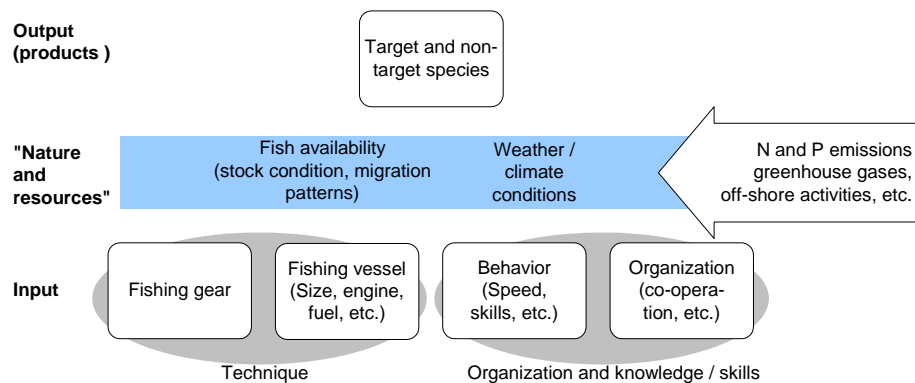 Output
(products )
Target and non-
target species
"Nature
and
resources"
Fish availability
(stock condition, migration
patterns)
Weather /
climate
conditions
N and P emissions
greenhouse gases,
off-shore activities, etc.
Input
Fishing gear
Fishing vessel
(Size, engine,
fuel, etc.)
Behavior
(Speed,
skills, etc.)
Organization
(co-opera-
tion, etc.)
Technique
Organization and knowledge / skills